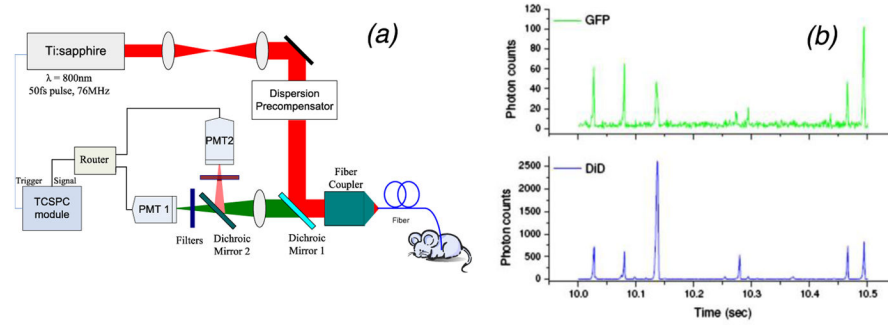 (a)
Ti:sapphire
λ = 800nm
50fs pulse, 76MHz
Dispersion
Precompensator
PMT2
Router
Trigger
Signal
TCSPC
module
PMT 1
Filters
Dichroic
Mirror 2
Dichroic
Mirror 1
Fiber
Coupler
Fiber
(b)
GFP
Photon counts
120
100
80
60
40
20
0
DiD
Photon counts
2500
2000
1500
1000
500
0
10.0
10.1
10.2
10.3
10.4
10.5
Time (sec)